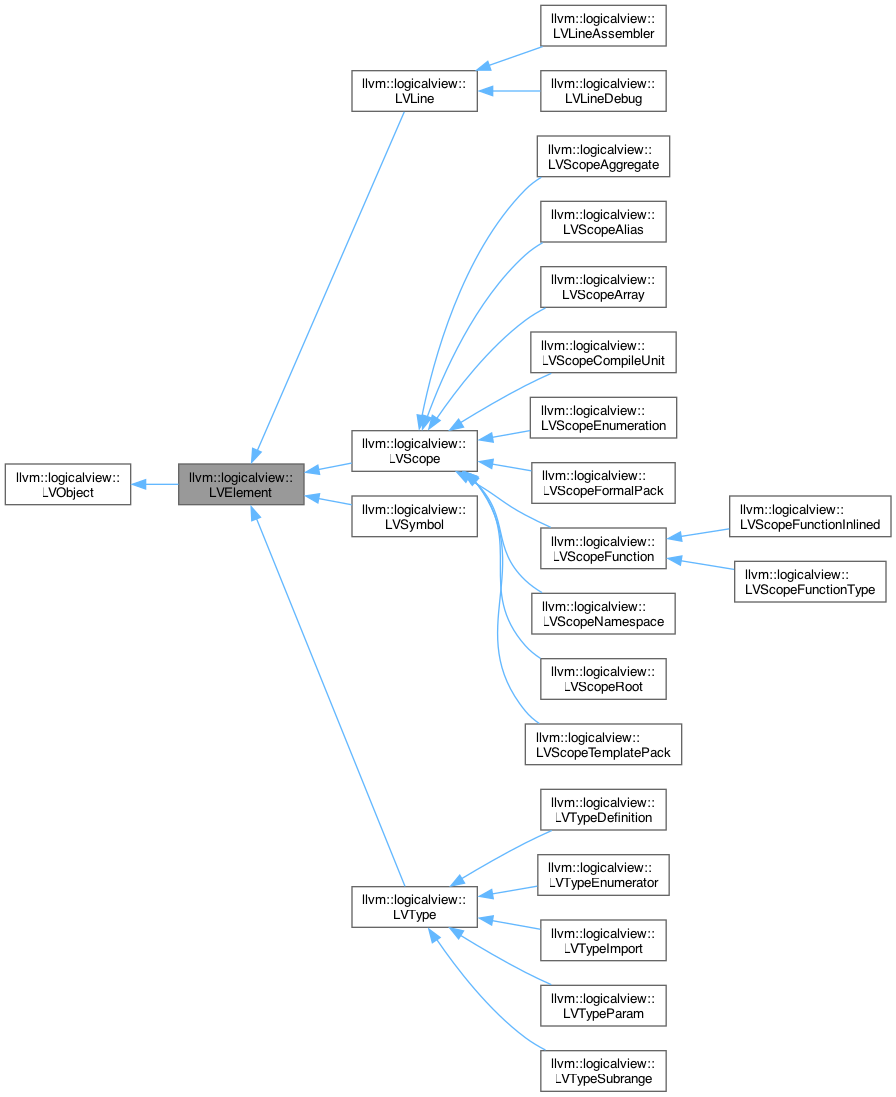 llvm::logicalview::
LVLineAssembler
llvm::logicalview::
LVLine
llvm::logicalview::
LVLineDebug
llvm::logicalview::
LVScopeAggregate
llvm::logicalview::
LVScopeAlias
llvm::logicalview::
LVScopeArray
llvm::logicalview::
LVScopeCompileUnit
llvm::logicalview::
LVScopeEnumeration
llvm::logicalview::
LVScope
llvm::logicalview::
LVObject
llvm::logicalview::
LVElement
llvm::logicalview::
LVScopeFormalPack
llvm::logicalview::
LVSymbol
llvm::logicalview::
LVScopeFunctionInlined
llvm::logicalview::
LVScopeFunction
llvm::logicalview::
LVScopeFunctionType
llvm::logicalview::
LVScopeNamespace
llvm::logicalview::
LVScopeRoot
llvm::logicalview::
LVScopeTemplatePack
llvm::logicalview::
LVTypeDefinition
llvm::logicalview::
LVTypeEnumerator
llvm::logicalview::
LVType
llvm::logicalview::
LVTypeImport
llvm::logicalview::
LVTypeParam
llvm::logicalview::
LVTypeSubrange